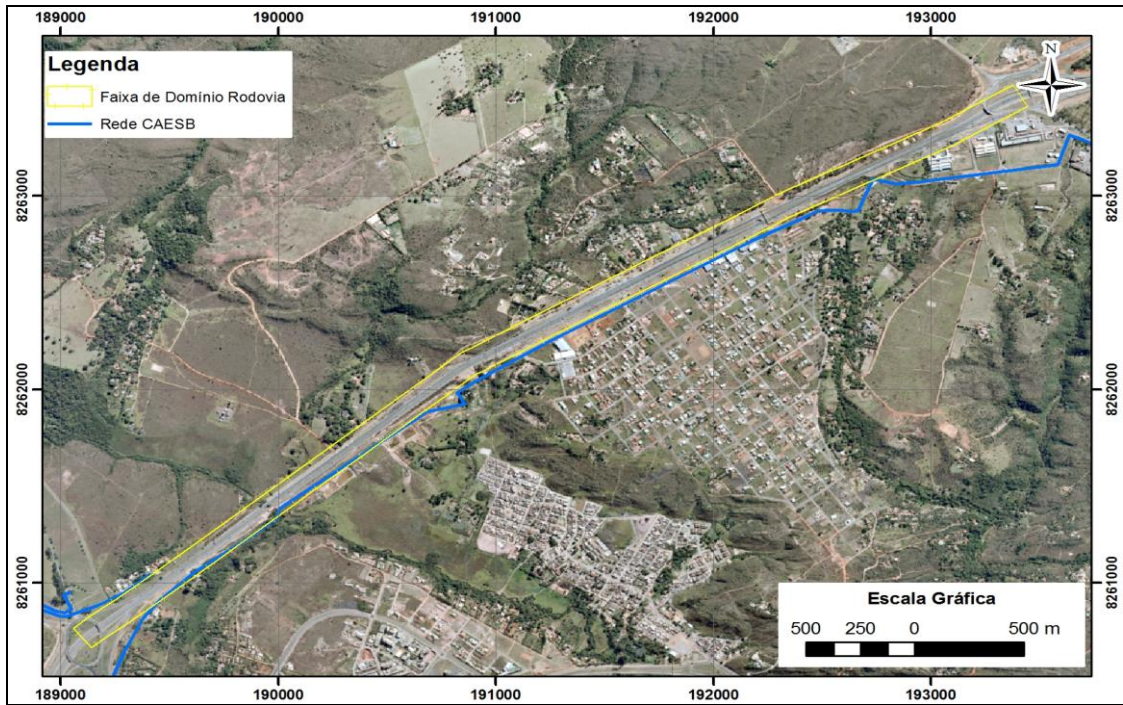 189000 190000 191000 192000 193000
N
Legenda
Faixa de Domínio Rodovia
Rede CAESB
8263000 8263000
8262000 8262000
8261000 8261000
Escala Gráfica
500 250 0 500 m
189000 190000 191000 192000 193000